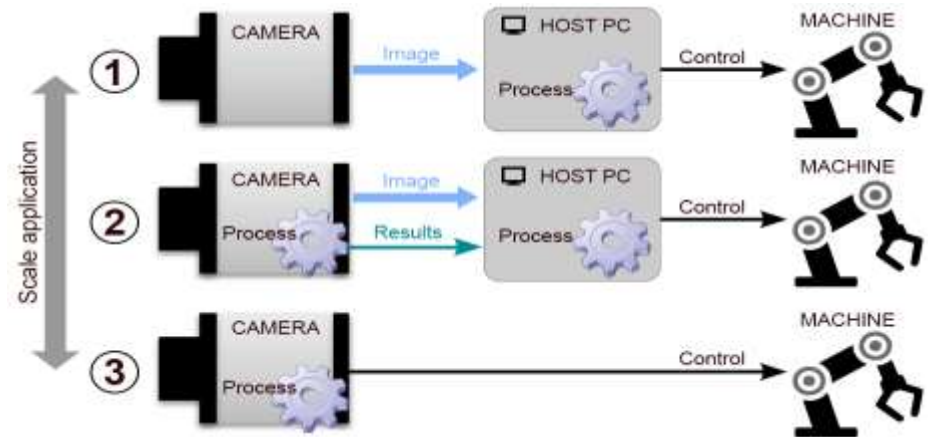 Scale application
1
CAMERA
Image
HOST PC
Process
Control
MACHINE
2
CAMERA
Process
Image
Results
HOST PC
Process
Control
MACHINE
3
CAMERA
Process
Control
MACHINE